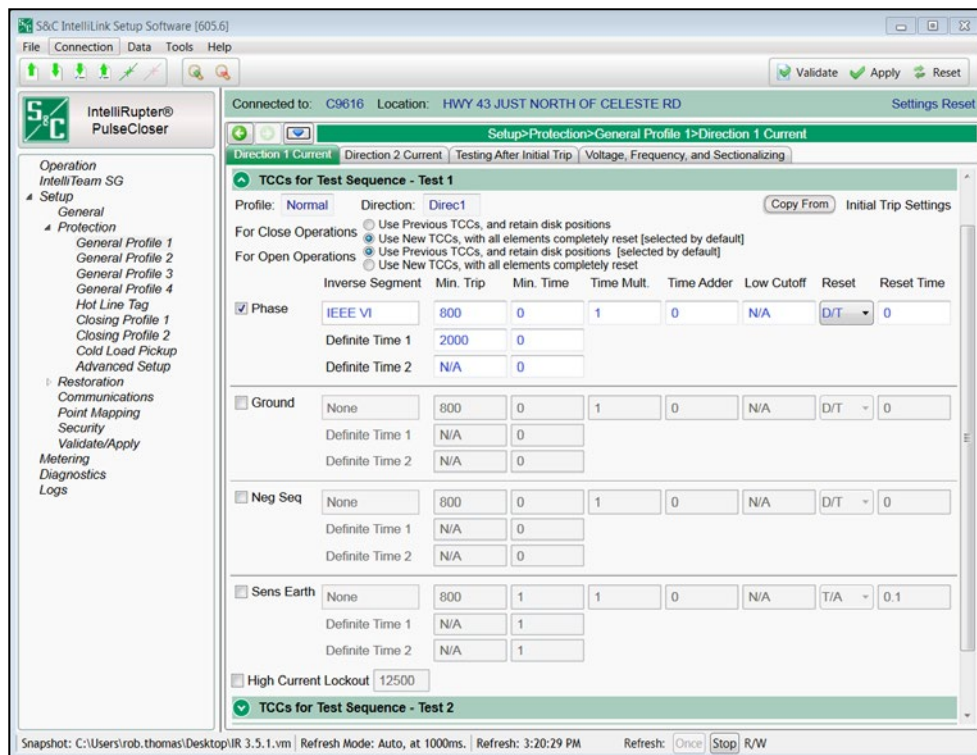 S&C IntelliLink Setup Software [605.6]
File Connection Data Tools Help
Validate Apply Reset
S&C IntelliRupter® PulseCloser
Connected to: C9616 Location: HWY 43 JUST NORTH OF CELESTE RD Settings Reset
Setup>Protection>General Profile 1>Direction 1 Current
Direction 1 Current Direction 2 Current Testing After Initial Trip Voltage, Frequency, and Sectionalizing
Operation
IntelliTeam SG
Setup
General
Protection
General Profile 1
General Profile 2
General Profile 3
General Profile 4
Hot Line Tag
Closing Profile 1
Closing Profile 2
Cold Load Pickup
Advanced Setup
Restoration
Communications
Point Mapping
Security
Validate/Apply
Metering
Diagnostics
Logs
TCCs for Test Sequence - Test 1
Profile: Normal Direction: Direc1 Copy From Initial Trip Settings
For Close Operations Use Previous TCCs, and retain disk positions
Use New TCCs, with all elements completely reset [selected by default]
For Open Operations Use Previous TCCs, and retain disk positions [selected by default]
Use New TCCs, with all elements completely reset
Inverse Segment Min. Trip Min. Time Time Mult. Time Adder Low Cutoff Reset Reset Time
Phase IEEE VI 800 0 1 0 N/A D/T 0
Definite Time 1 2000 0
Definite Time 2 N/A 0
Ground None 800 0 1 0 N/A D/T 0
Definite Time 1 N/A 0
Definite Time 2 N/A 0
Neg Seq None 800 0 1 0 N/A D/T 0
Definite Time 1 N/A 0
Definite Time 2 N/A 0
Sens Earth None 800 1 1 0 N/A T/A 0.1
Definite Time 1 N/A 1
Definite Time 2 N/A 1
High Current Lockout 12500
TCCs for Test Sequence - Test 2
Snapshot: C:\Users\rob.thomas\Desktop\IR 3.5.1.vm Refresh Mode: Auto, at 1000ms. Refresh: 3:20:29 PM Refresh: Once Stop R/W